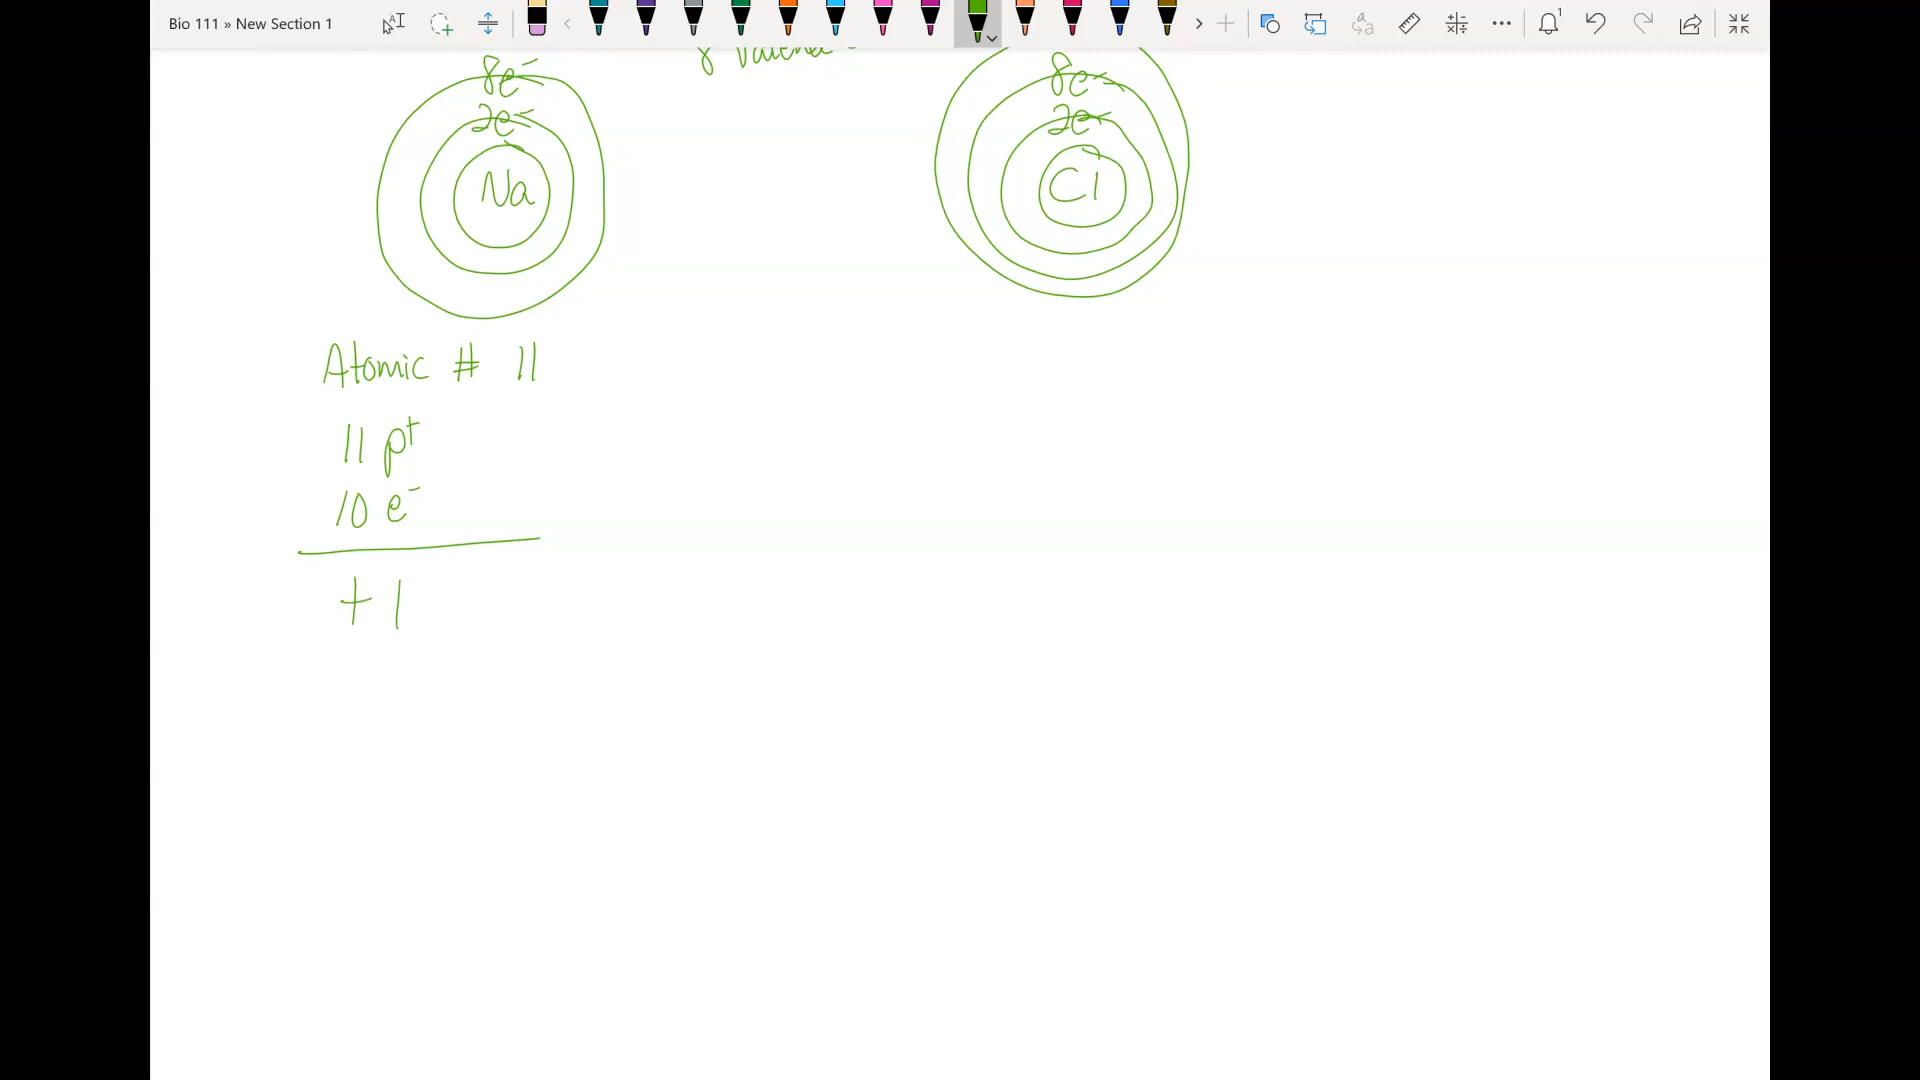 Bio 111 » New Section 1
8e⁻
8e⁻
2e⁻
2e⁻
Na
Cl
Atomic # 11
11 p⁺
10 e⁻
+1